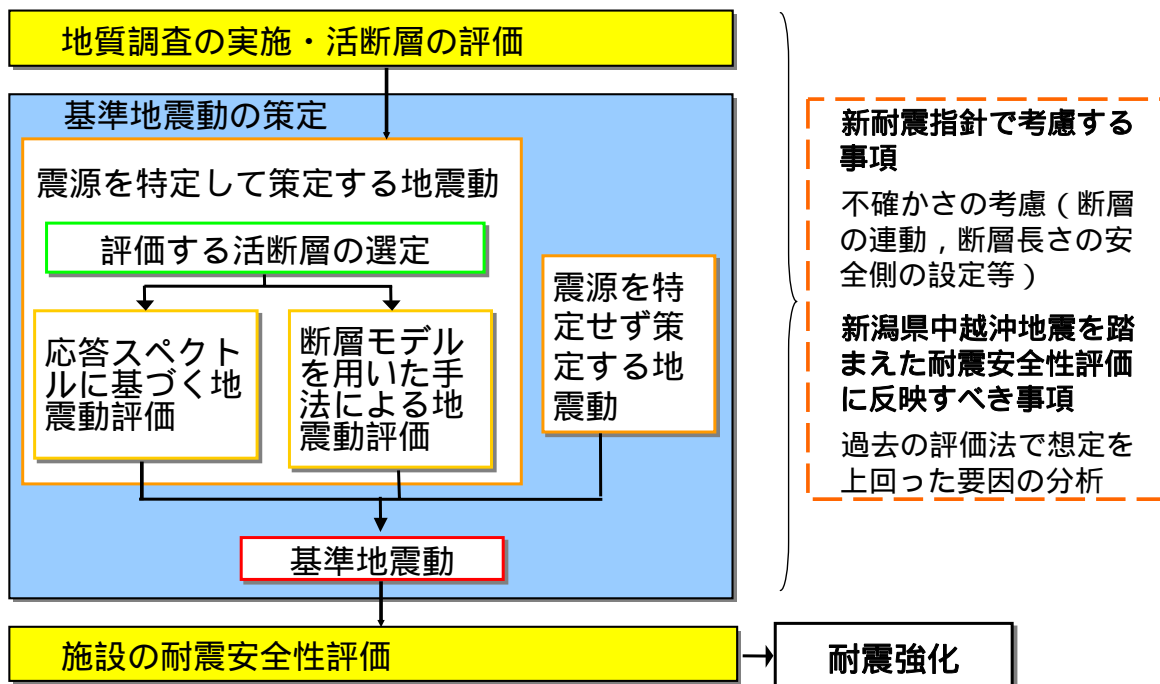 地質調査の実施・活断層の評価
基準地震動の策定
震源を特定して策定する地震動
評価する活断層の選定
応答スペクト
ルに基づく地
震動評価
断層モデル
を用いた手
法による地
震動評価
震源を特
定せず策
定する地
震動
基準地震動
施設の耐震安全性評価
耐震強化
新耐震指針で考慮する
事項
不確かさの考慮（断層
の連動，断層長さの安
全側の設定等）
新潟県中越沖地震を踏
まえた耐震安全性評価
に反映すべき事項
過去の評価法で想定を
上回った要因の分析